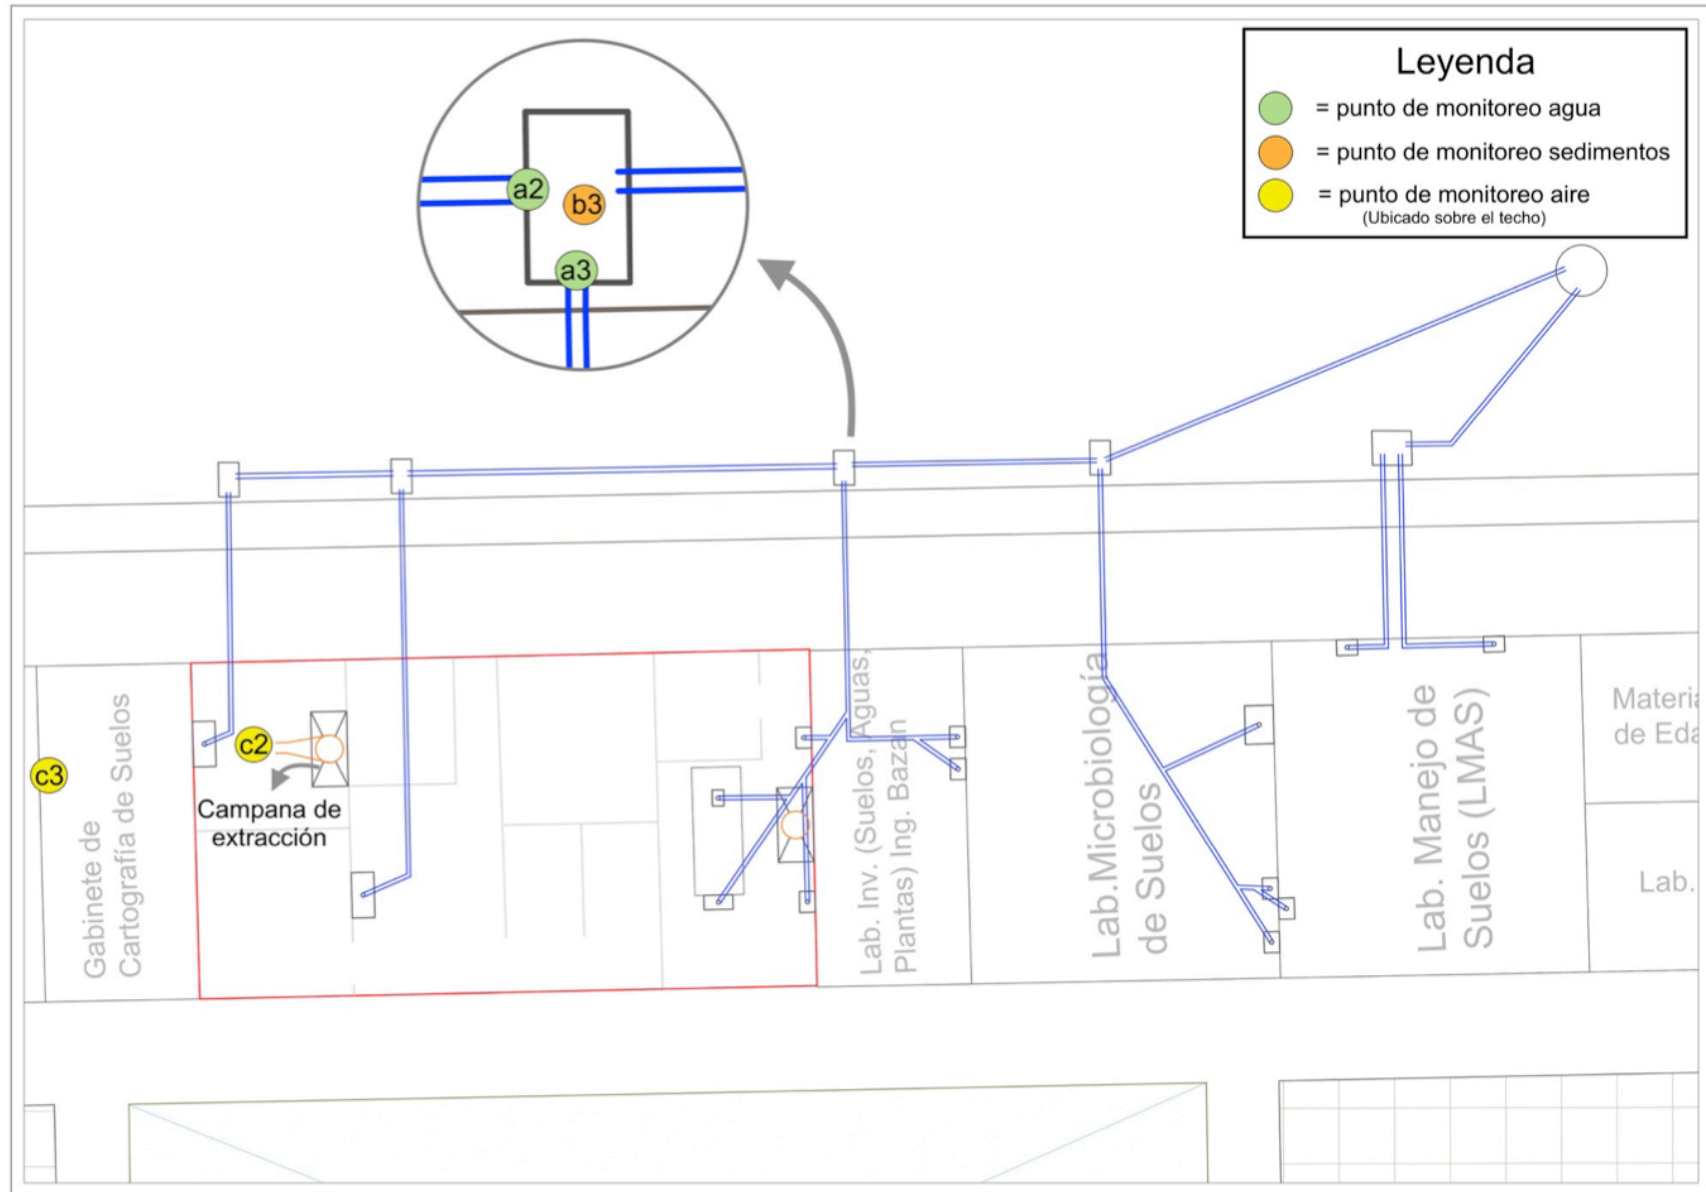 Leyenda
= punto de monitoreo agua
= punto de monitoreo sedimentos
= punto de monitoreo aire
(Ubicado sobre el techo)
a2
b3
a3
c3
c2
Campana de
extracción
Gabinete de
Cartografía de Suelos
Lab. Inv. (Suelos, Aguas,
Plantas) Ing. Bazan
Lab.Microbiología
de Suelos
Lab. Manejo de
Suelos (LMAS)
Materia
de Eda
Lab.